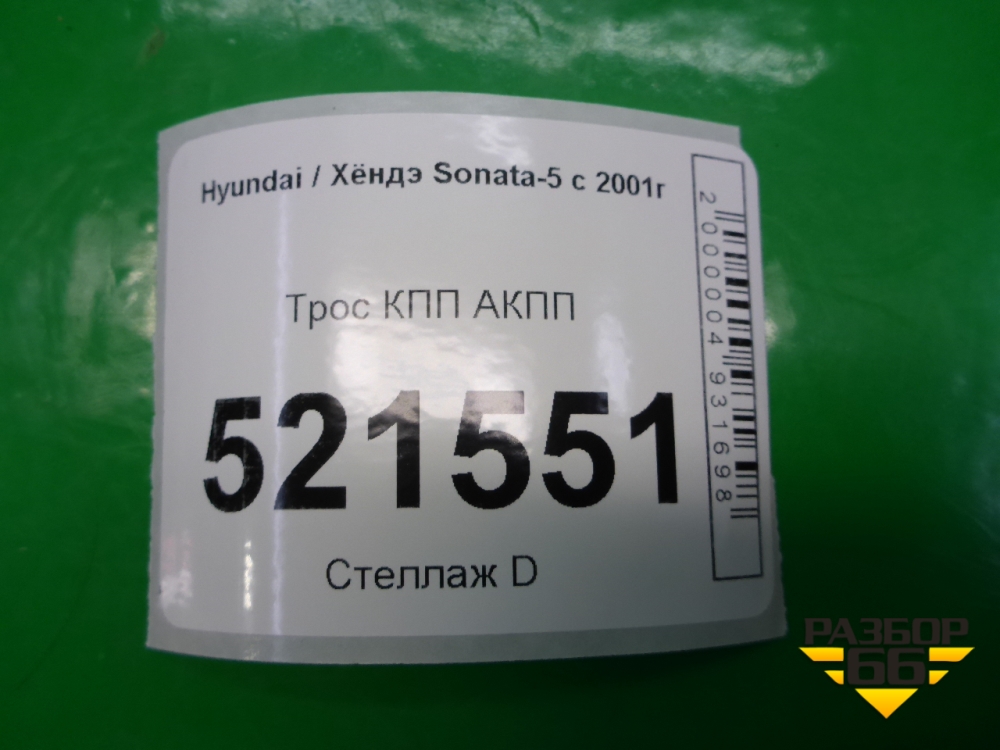 Hyundai / Хёндэ Sonata-5 с 2001г
Трос КПП АКПП
521551
Стеллаж D
2000004931698
РАЗБОР
66